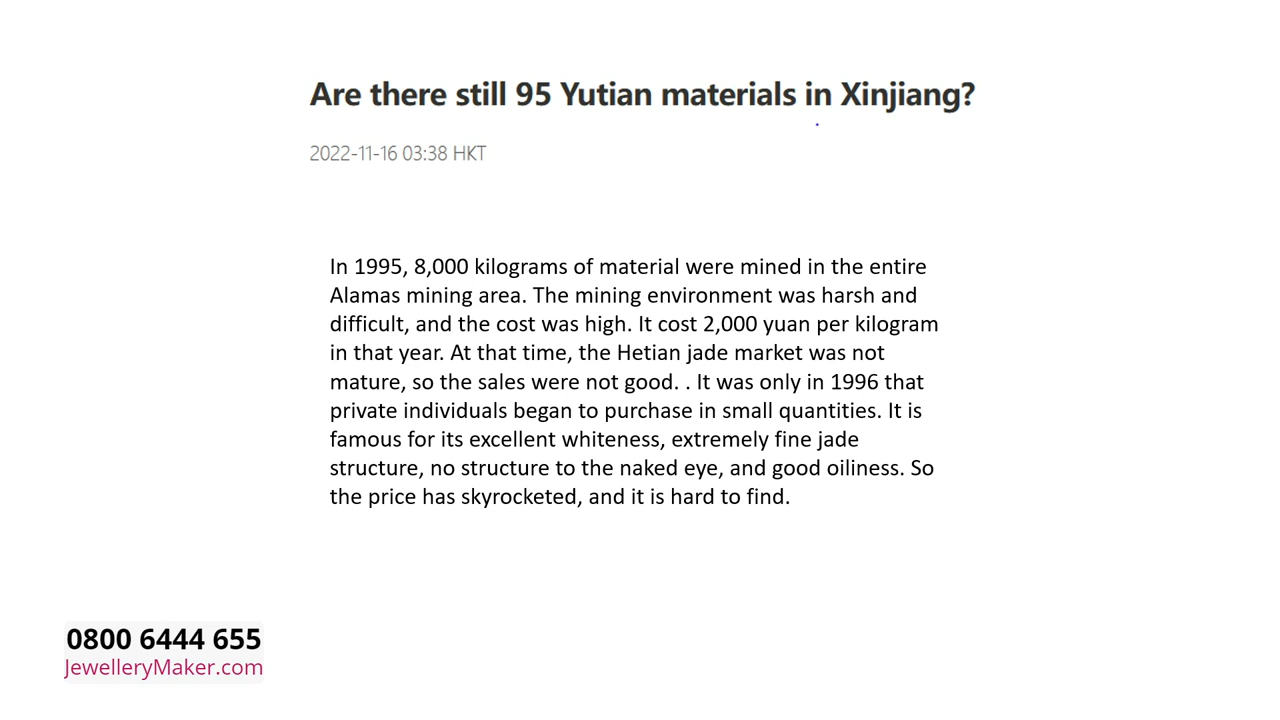 Are there still 95 Yutian materials in Xinjiang?
2022-11-16 03:38 HKT
In 1995, 8,000 kilograms of material were mined in the entire
Alamas mining area. The mining environment was harsh and
difficult, and the cost was high. It cost 2,000 yuan per kilogram
in that year. At that time, the Hetian jade market was not
mature, so the sales were not good. . It was only in 1996 that
private individuals began to purchase in small quantities. It is
famous for its excellent whiteness, extremely fine jade
structure, no structure to the naked eye, and good oiliness. So
the price has skyrocketed, and it is hard to find.
0800 6444 655
JewelleryMaker.com